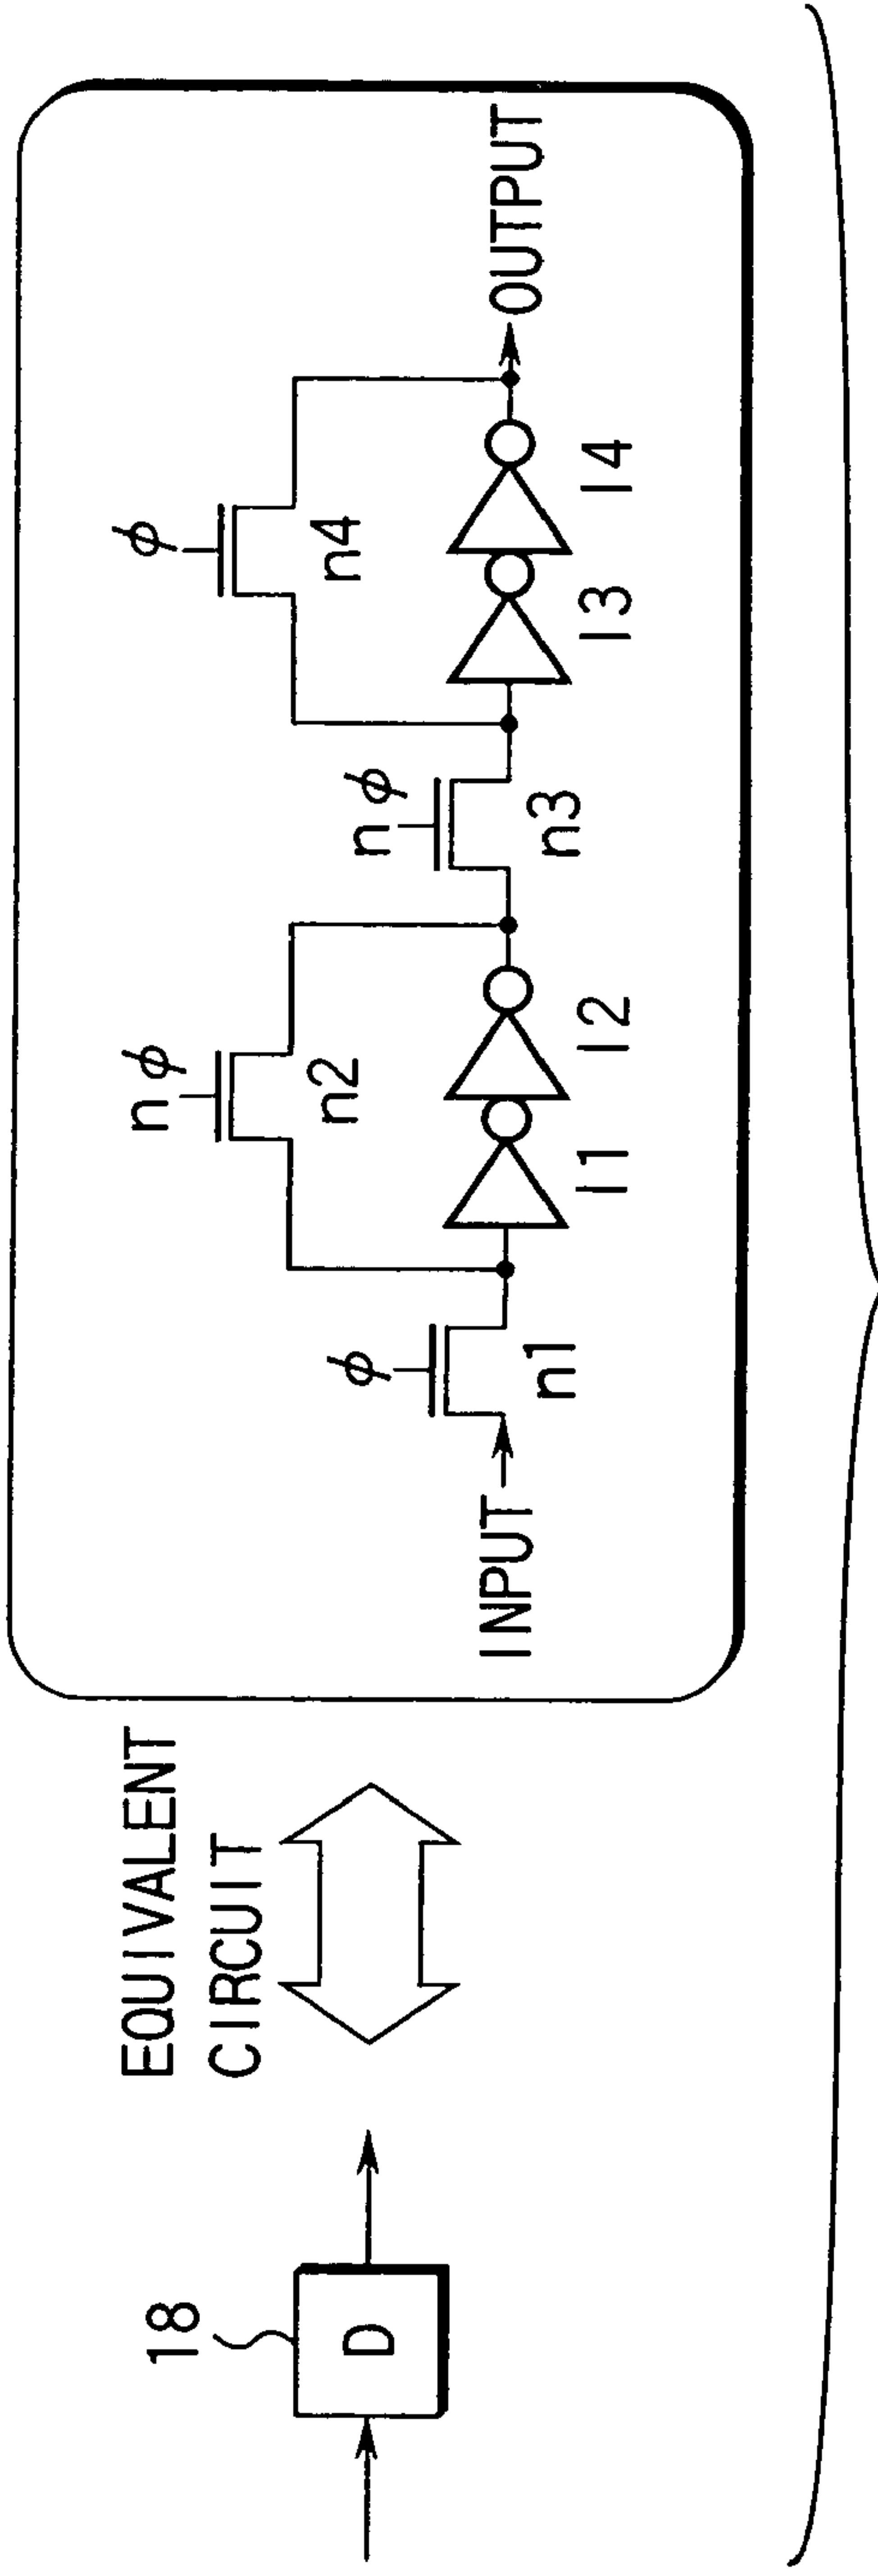 18
D
EQUIVALENT
CIRCUIT
INPUT
ϕ
n1
nϕ
n2
I1
I2
nϕ
n3
ϕ
n4
I3
I4
OUTPUT